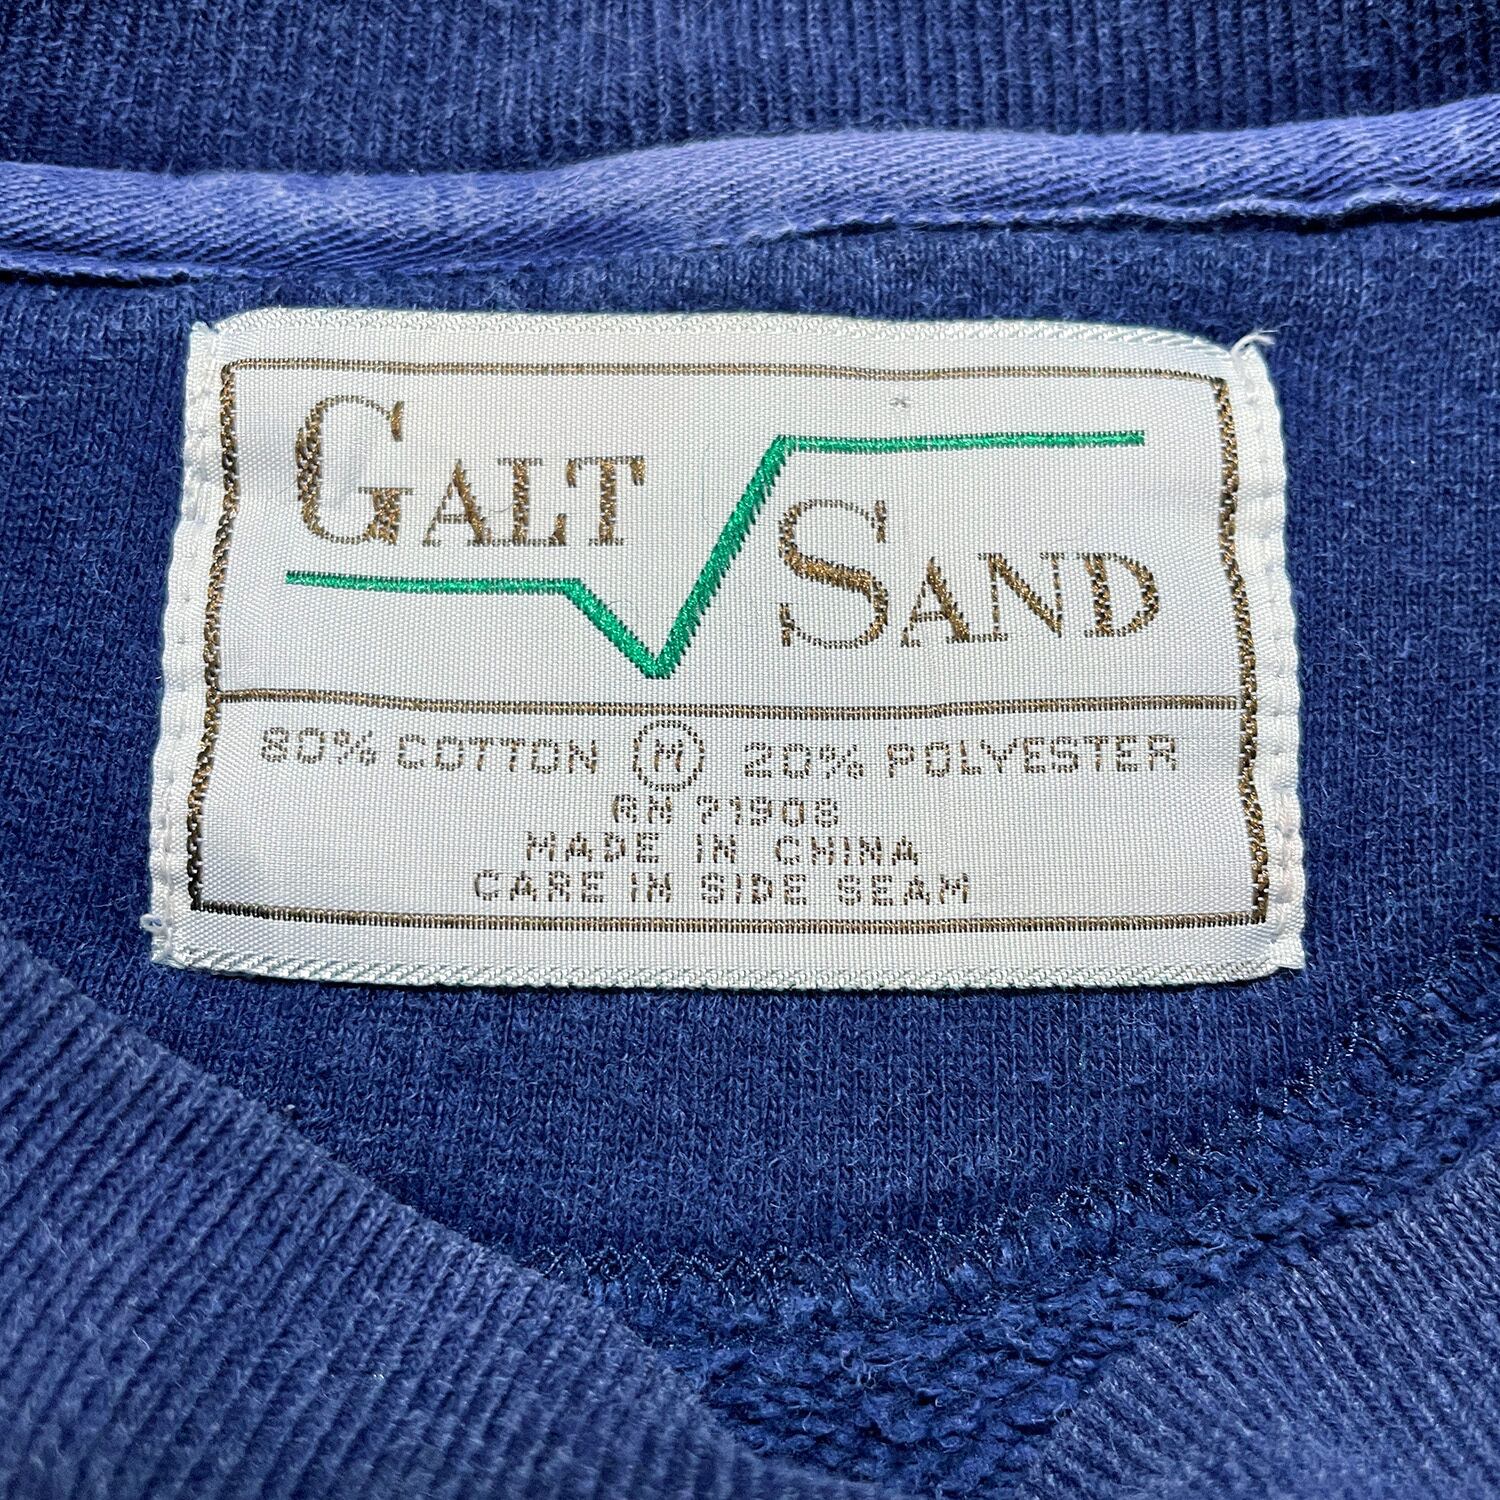 GALT SAND
80% COTTON M 20% POLYESTER
RN 71908
MADE IN CHINA
CARE IN SIDE SEAM